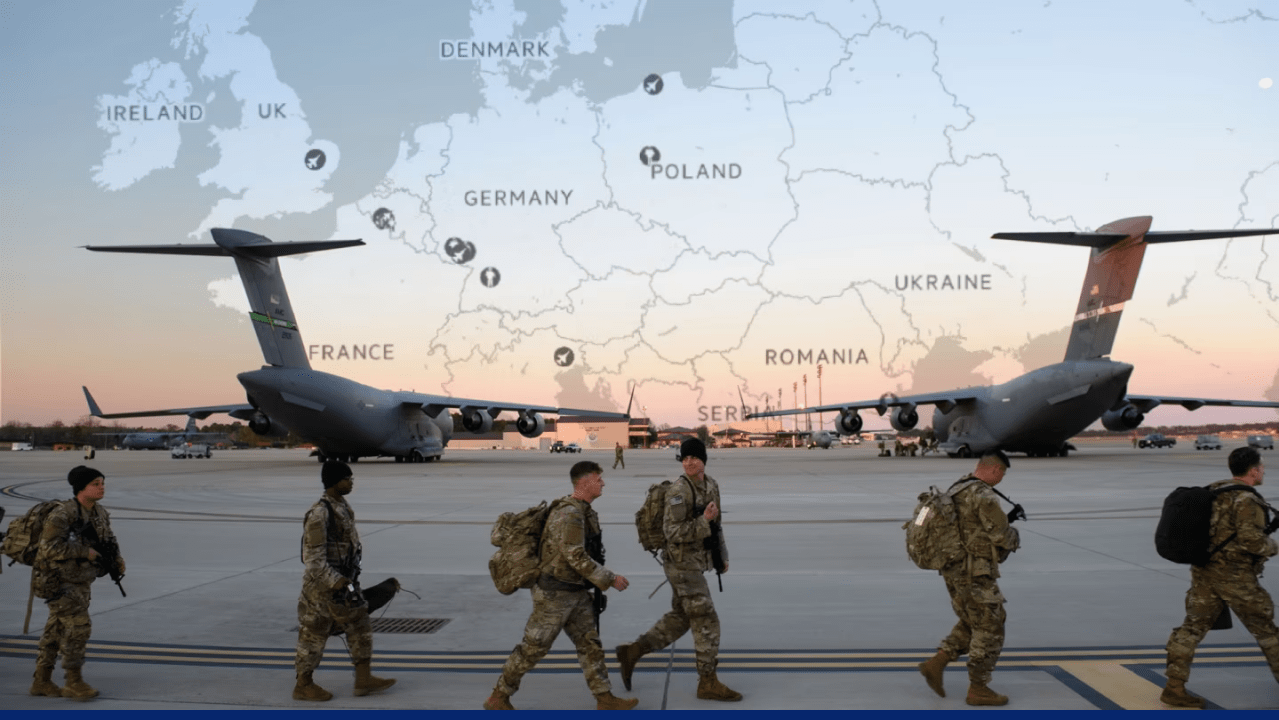 DENMARK
IRELAND
UK
POLAND
GERMANY
UKRAINE
FRANCE
ROMANIA
SERBIA